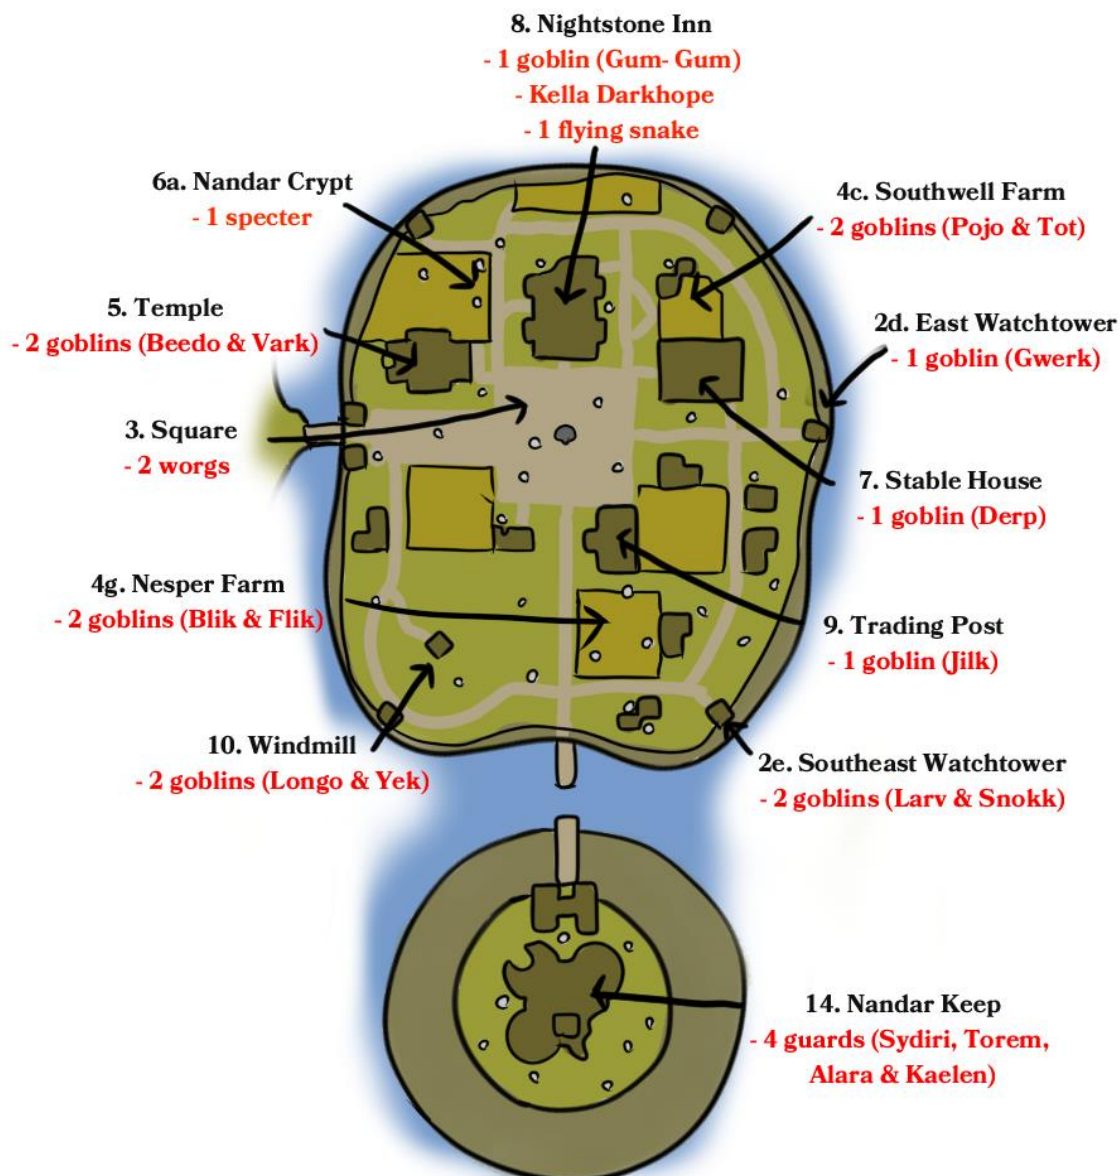 8. Nightstone Inn
- 1 goblin (Gum- Gum)
- Kella Darkhope
- 1 flying snake
6a. Nandar Crypt
- 1 specter
4c. Southwell Farm
- 2 goblins (Pojo & Tot)
5. Temple
- 2 goblins (Beedo & Vark)
2d. East Watchtower
- 1 goblin (Gwerk)
3. Square
- 2 worgs
7. Stable House
- 1 goblin (Derp)
4g. Nesper Farm
- 2 goblins (Blik & Flik)
9. Trading Post
- 1 goblin (Jilk)
10. Windmill
- 2 goblins (Longo & Yek)
2e. Southeast Watchtower
- 2 goblins (Larv & Snokk)
14. Nandar Keep
- 4 guards (Sydiri, Torem,
Alara & Kaelen)